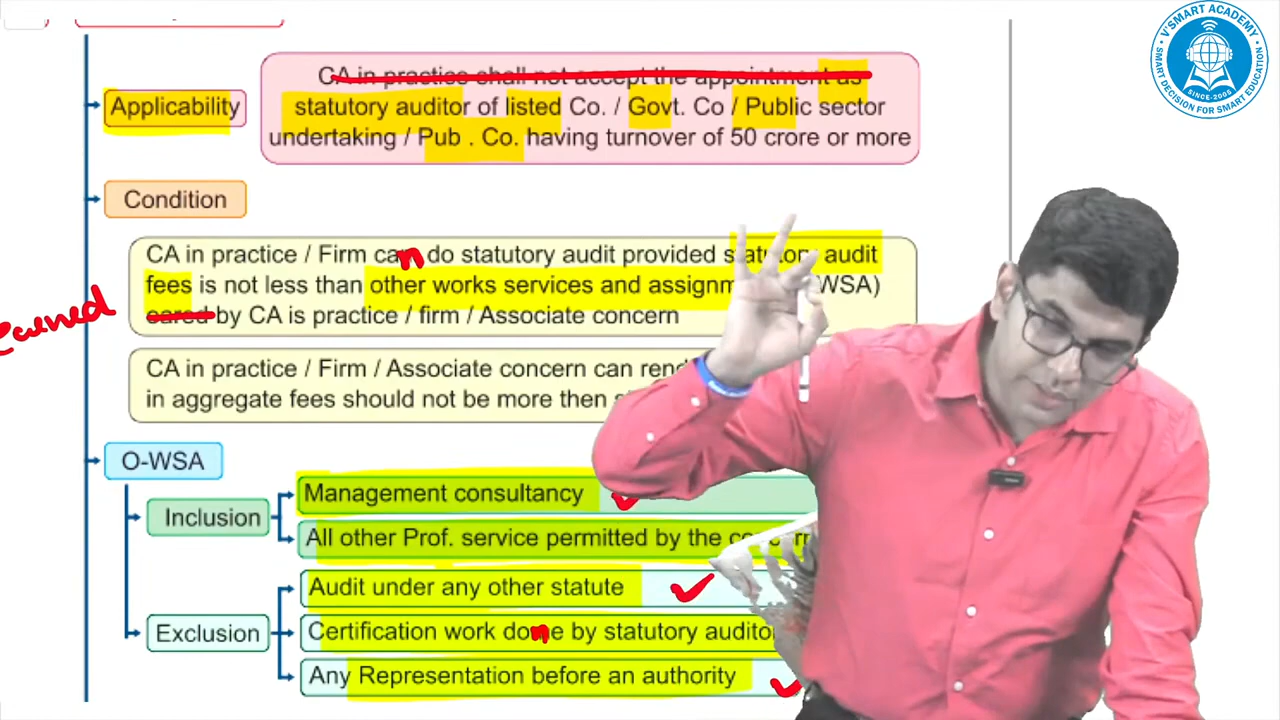 V'SMART ACADEMY
SMART DECISION FOR SMART EDUCATION
SINCE-2005
Applicability
CA in practice shall not accept the appointment as
statutory auditor of listed Co. / Govt. Co / Public sector
undertaking / Pub . Co. having turnover of 50 crore or more
Condition
CA in practice / Firm can do statutory audit provided statutory audit
fees is not less than other works services and WSA)
earned
eared by CA is practice / firm / Associate concern
CA in practice / Firm / Associate concern can
in aggregate fees should not be more then
O-WSA
Inclusion
Management consultancy
All other Prof. service permitted by the
Exclusion
Audit under any other statute
Certification work done by statutory auditor
Any Representation before an authority